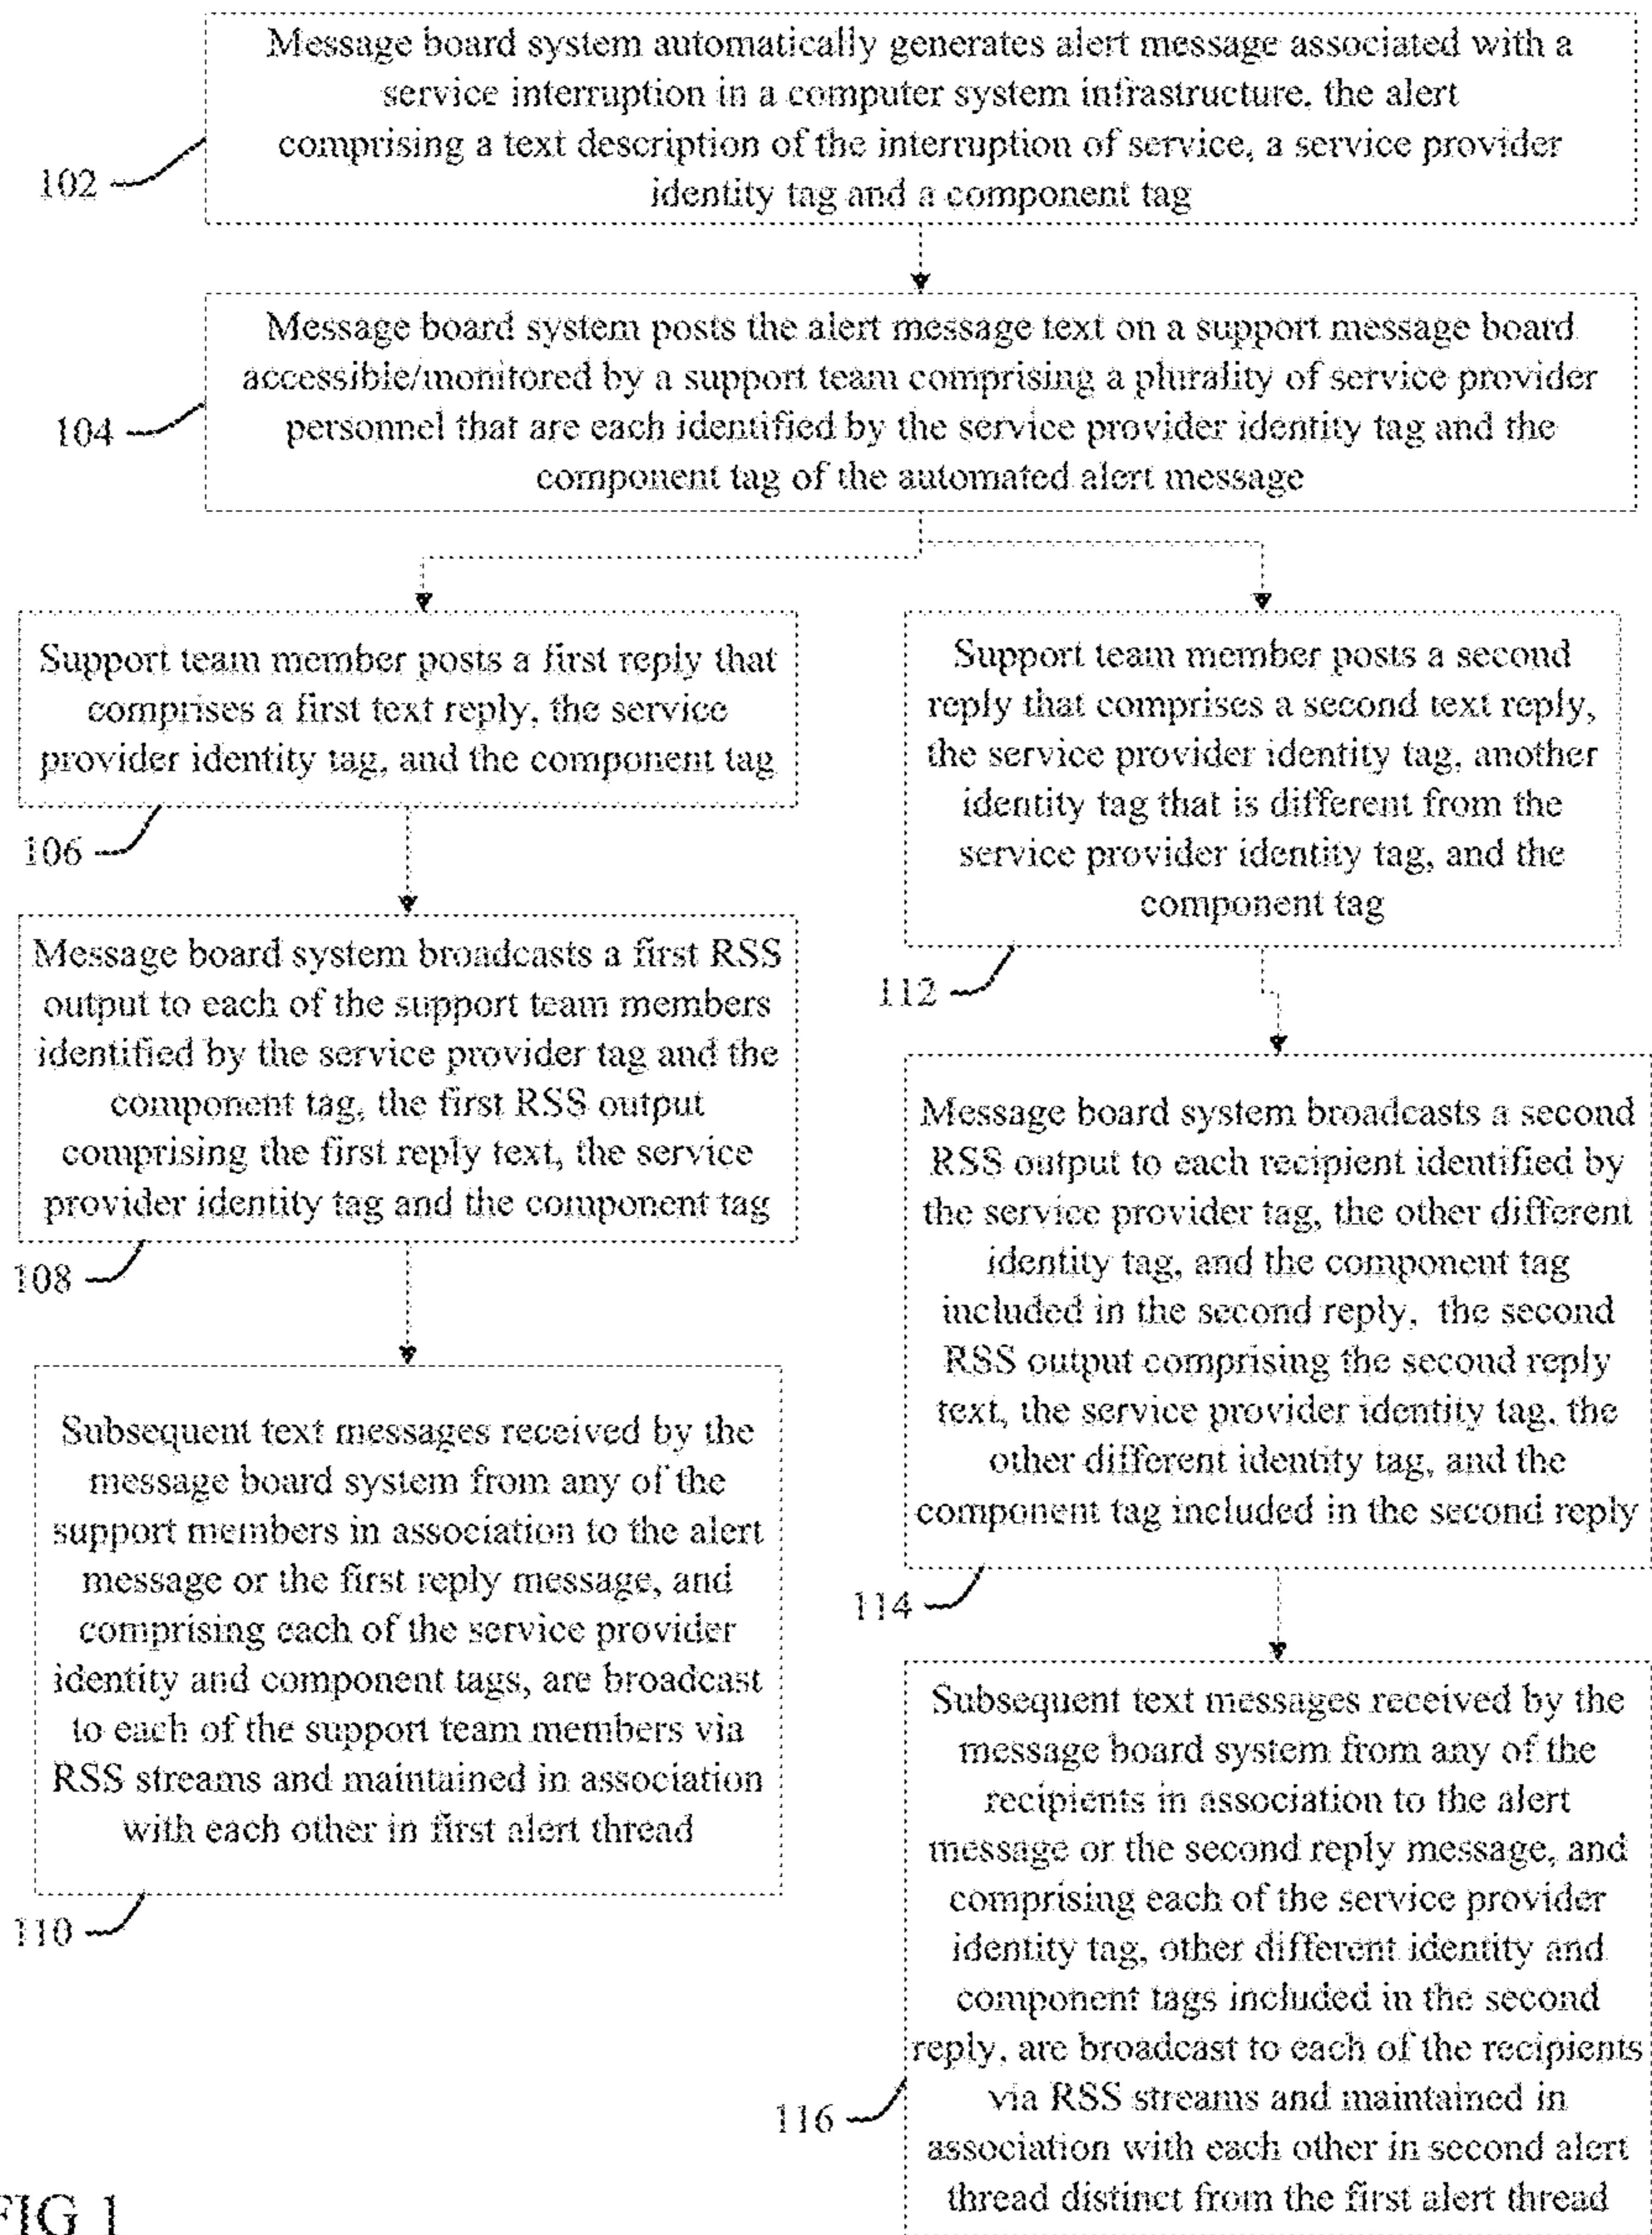 Message board system automatically generates alert message associated with a
service interruption in a computer system infrastructure, the alert
comprising a text description of the interruption of service, a service provider
identity tag and a component tag
102
Message board system posts the alert message text on a support message board
accessible/monitored by a support team comprising a plurality of service provider
personnel that are each identified by the service provider identity tag and the
component tag of the automated alert message
104
Support team member posts a first reply that
comprises a first text reply, the service
provider identity tag, and the component tag
106
Message board system broadcasts a first RSS
output to each of the support team members
identified by the service provider tag and the
component tag, the first RSS output
comprising the first reply text, the service
provider identity tag and the component tag
108
Subsequent text messages received by the
message board system from any of the
support members in association to the alert
message or the first reply message, and
comprising each of the service provider
identity and component tags, are broadcast
to each of the support team members via
RSS streams and maintained in association
with each other in first alert thread
110
Support team member posts a second
reply that comprises a second text reply,
the service provider identity tag, another
identity tag that is different from the
service provider identity tag, and the
component tag
112
Message board system broadcasts a second
RSS output to each recipient identified by
the service provider tag, the other different
identity tag, and the component tag
included in the second reply, the second
RSS output comprising the second reply
text, the service provider identity tag, the
other different identity tag, and the
component tag included in the second reply
114
Subsequent text messages received by the
message board system from any of the
recipients in association to the alert
message or the second reply message, and
comprising each of the service provider
identity tag, other different identity and
component tags included in the second
reply, are broadcast to each of the recipients
via RSS streams and maintained in
association with each other in second alert
thread distinct from the first alert thread
116
FIG 1